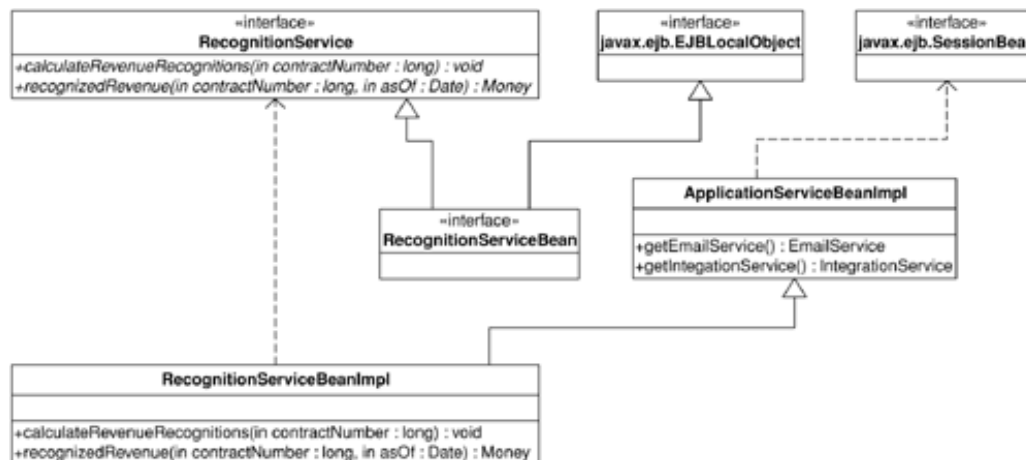 «interface»
RecognitionService
+calculateRevenueRecognitions(in contractNumber : long) : void
+recognizedRevenue(in contractNumber : long, in asOf : Date) : Money
«interface»
javax.ejb.EJBLocalObject
«interface»
javax.ejb.SessionBea
ApplicationServiceBeanImpl
+getEmailService() : EmailService
+getIntegationService() : IntegrationService
«interface»
RecognitionServiceBean
RecognitionServiceBeanImpl
+calculateRevenueRecognitions(in contractNumber : long) : void
+recognizedRevenue(in contractNumber : long, in asOf : Date) : Money